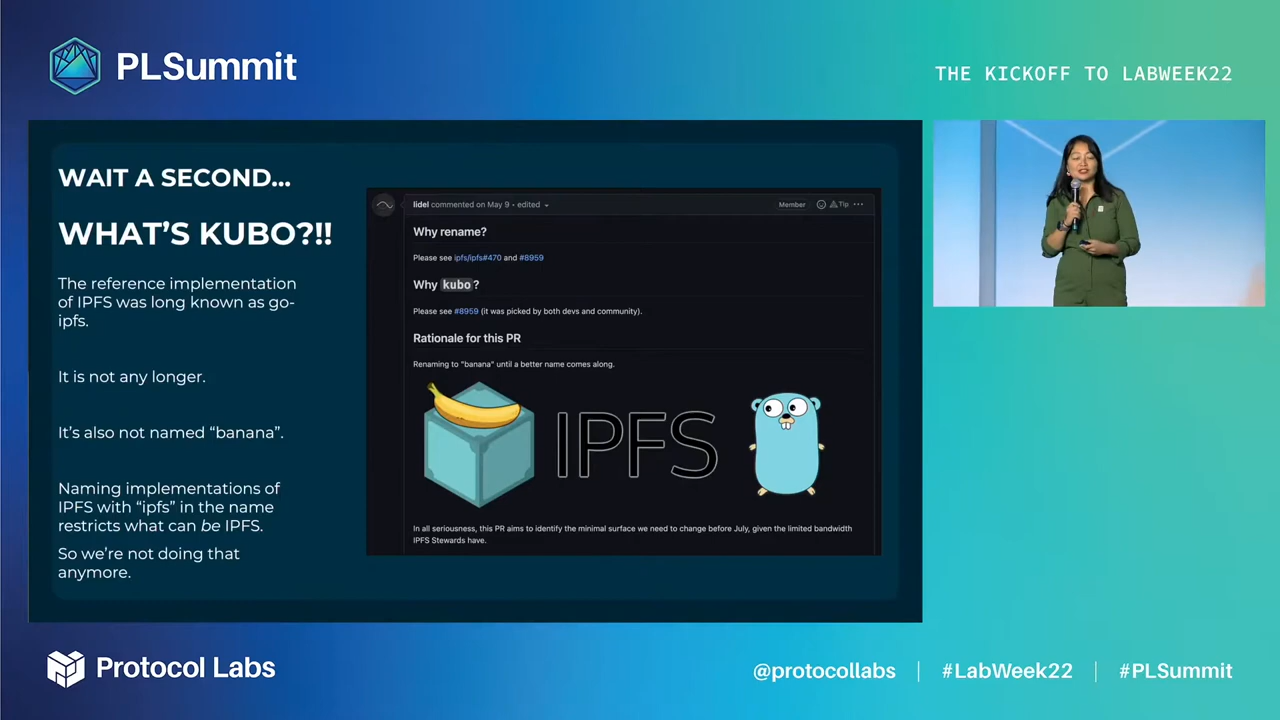 PLSummit
THE KICKOFF TO LABWEEK22
WAIT A SECOND...
WHAT'S KUBO?!!
The reference implementation
of IPFS was long known as go-
ipfs.
It is not any longer.
It's also not named “banana”.
Naming implementations of
IPFS with “ipfs” in the name
restricts what can be IPFS.
So we're not doing that
anymore.
lidel commented on May 9 • edited
Member
Tip
Why rename?
Please see ipfs/ipfs#470 and #8959
Why kubo?
Please see #8959 (it was picked by both devs and community).
Rationale for this PR
Renaming to "banana" until a better name comes along.
IPFS
In all seriousness, this PR aims to identify the minimal surface we need to change before July, given the limited bandwidth
IPFS Stewards have.
Protocol Labs
@protocollabs | #LabWeek22 | #PLSummit